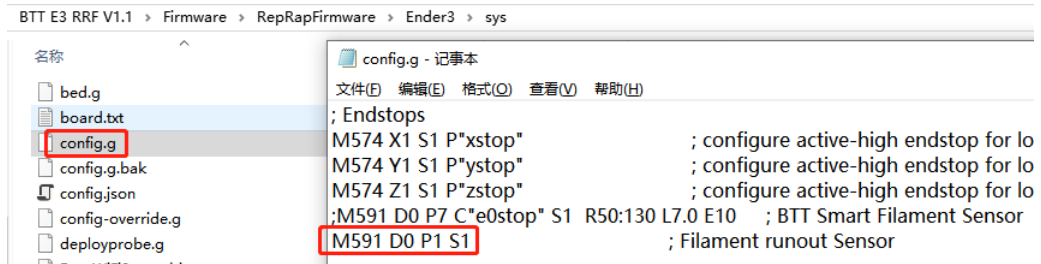 BTT E3 RRF V1.1 > Firmware > RepRapFirmware > Ender3 > sys
名称
bed.g
board.txt
config.g
config.g.bak
config.json
config-override.g
deployprobe.g
config.g - 记事本
文件(F) 编辑(E) 格式(O) 查看(V) 帮助(H)
; Endstops
M574 X1 S1 P"xstop" ; configure active-high endstop for lo
M574 Y1 S1 P"ystop" ; configure active-high endstop for lo
M574 Z1 S1 P"zstop" ; configure active-high endstop for lo
;M591 D0 P7 C"e0stop" S1  R50:130 L7.0 E10 ; BTT Smart Filament Sensor
M591 D0 P1 S1 ; Filament runout Sensor